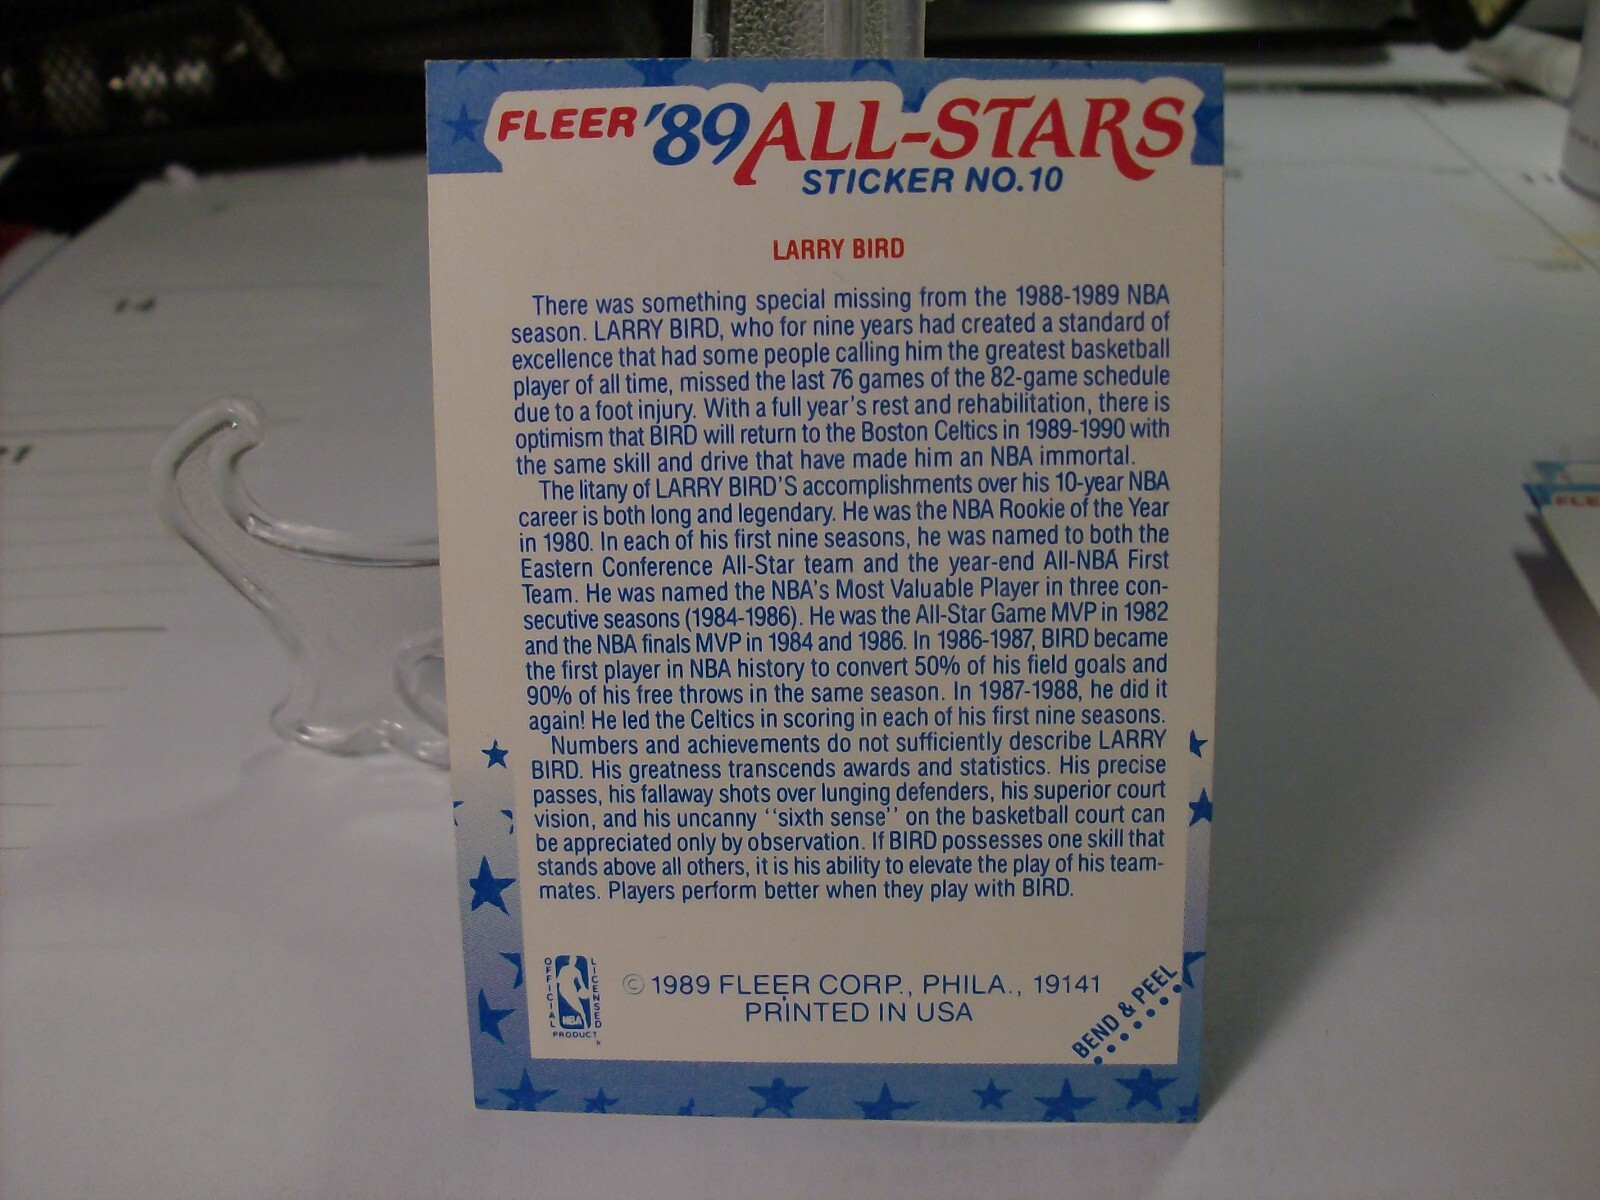 FLEER '89 ALL-STARS
STICKER NO.10
LARRY BIRD
There was something special missing from the 1988-1989 NBA
season. LARRY BIRD, who for nine years had created a standard of
excellence that had some people calling him the greatest basketball
player of all time, missed the last 76 games of the 82-game schedule
due to a foot injury. With a full year's rest and rehabilitation, there is
optimism that BIRD will return to the Boston Celtics in 1989-1990 with
the same skill and drive that have made him an NBA immortal.
The litany of LARRY BIRD'S accomplishments over his 10-year NBA
career is both long and legendary. He was the NBA Rookie of the Year
in 1980. In each of his first nine seasons, he was named to both the
Eastern Conference All-Star team and the year-end All-NBA First
Team. He was named the NBA's Most Valuable Player in three con-
secutive seasons (1984-1986). He was the All-Star Game MVP in 1982
and the NBA finals MVP in 1984 and 1986. In 1986-1987, BIRD became
the first player in NBA history to convert 50% of his field goals and
90% of his free throws in the same season. In 1987-1988, he did it
again! He led the Celtics in scoring in each of his first nine seasons.
Numbers and achievements do not sufficiently describe LARRY
BIRD. His greatness transcends awards and statistics. His precise
passes, his fallaway shots over lunging defenders, his superior court
vision, and his uncanny "sixth sense" on the basketball court can
be appreciated only by observation. If BIRD possesses one skill that
stands above all others, it is his ability to elevate the play of his team-
mates. Players perform better when they play with BIRD.
OFFICIAL LICENSED
NBA
PRODUCT
© 1989 FLEER CORP., PHILA., 19141
PRINTED IN USA
BEND & PEEL
14
FLE